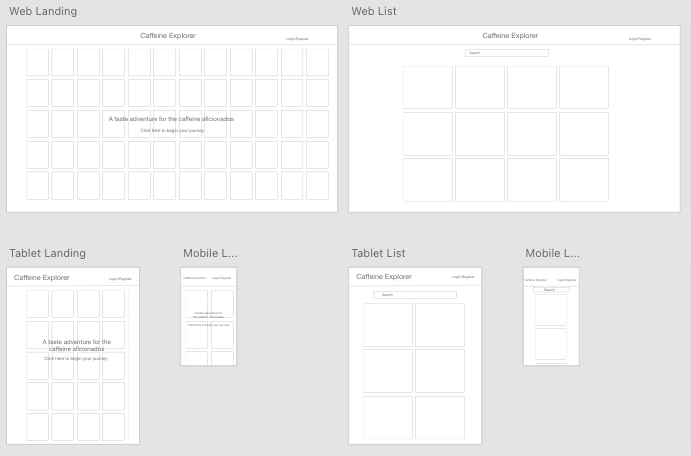 Web Landing
Web List
Caffeine Explorer
Login/Register
A taste adventure for the caffeine aficionados
Click here to begin your journey
Caffeine Explorer
Login/Register
Search
Tablet Landing
Mobile L...
Tablet List
Mobile L...
Caffeine Explorer
Login/Register
A taste adventure for the
caffeine aficionados
Click here to begin your journey
Caffeine Explorer
Login/Register
A taste adventure for
the caffeine aficionados
Click here to begin your journey
Caffeine Explorer
Login/Register
Search
Caffeine Explorer
Login/Register
Search